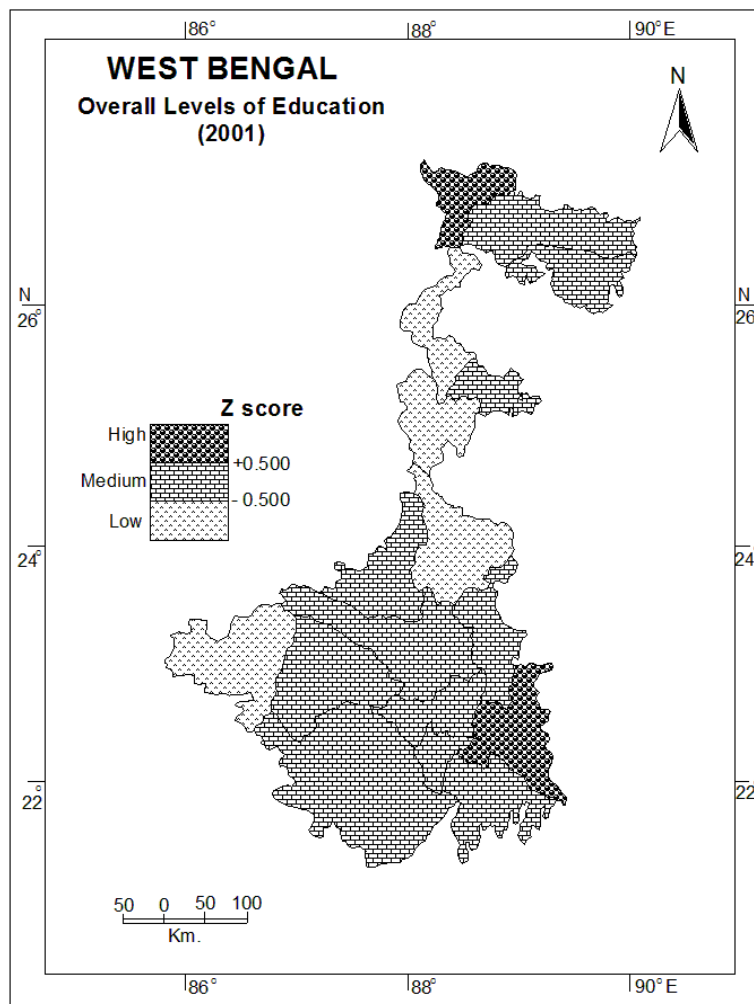 86° 88° 90° E
WEST BENGAL
Overall Levels of Education
(2001)
N
N
26° 26
Z score
High
+0.500
Medium
- 0.500
Low
24° 24
22° 22
50 0 50 100
Km.
86° 88° 90° E